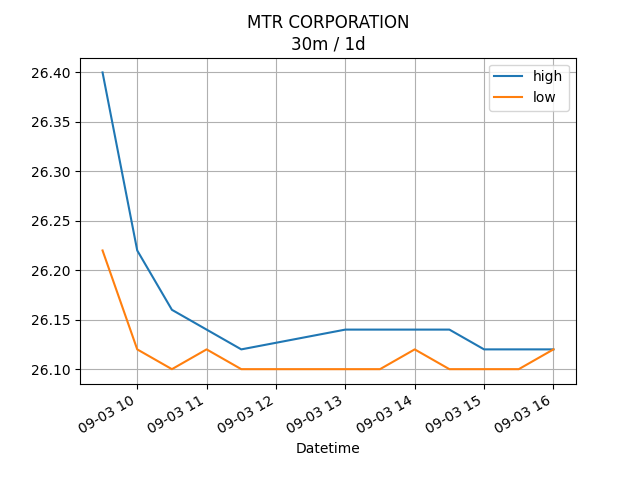 MTR CORPORATION
30m / 1d
high
low
26.40
26.35
26.30
26.25
26.20
26.15
26.10
09-03 10
09-03 11
09-03 12
09-03 13
09-03 14
09-03 15
09-03 16
Datetime